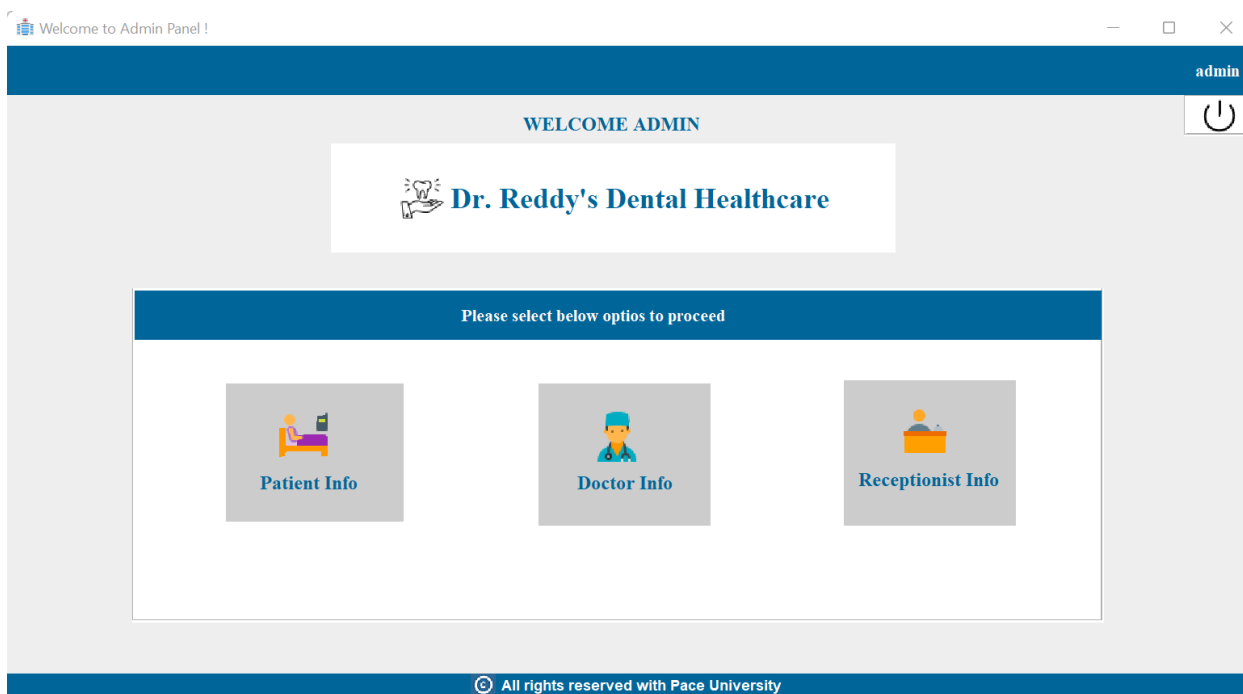 Welcome to Admin Panel !
admin
WELCOME ADMIN
Dr. Reddy's Dental Healthcare
Please select below optios to proceed
Patient Info
Doctor Info
Receptionist Info
© All rights reserved with Pace University